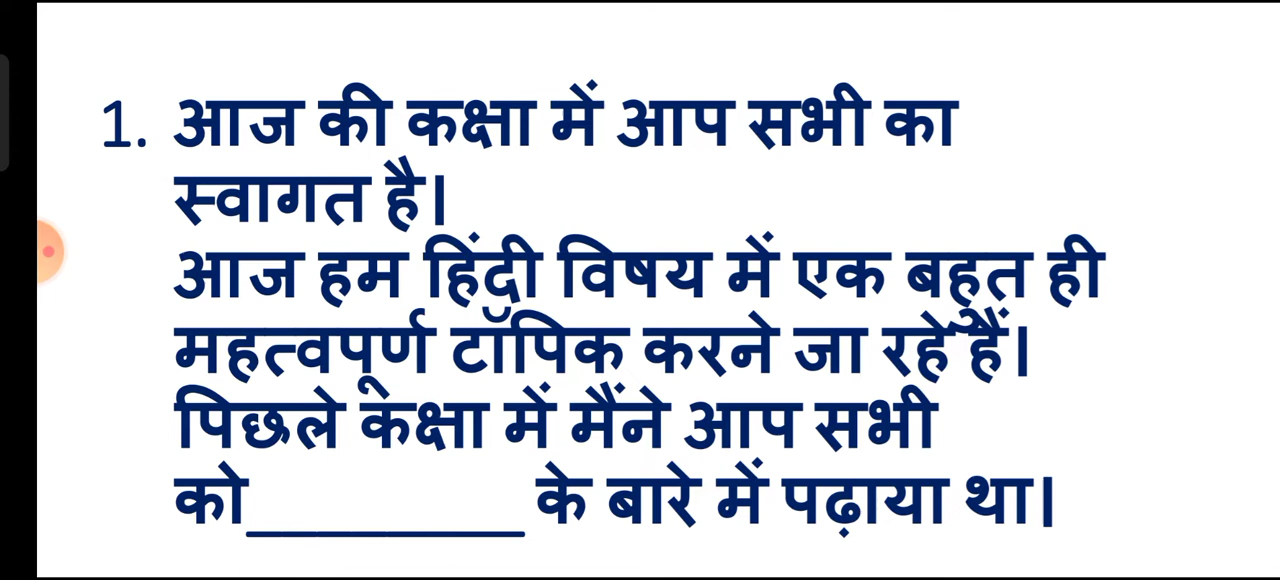 1. आज की कक्षा में आप सभी का
स्वागत है।
आज हम हिंदी विषय में एक बहुत ही
महत्वपूर्ण टॉपिक करने जा रहे हैं।
पिछले कक्षा में मैंने आप सभी
को__________ के बारे में पढ़ाया था।